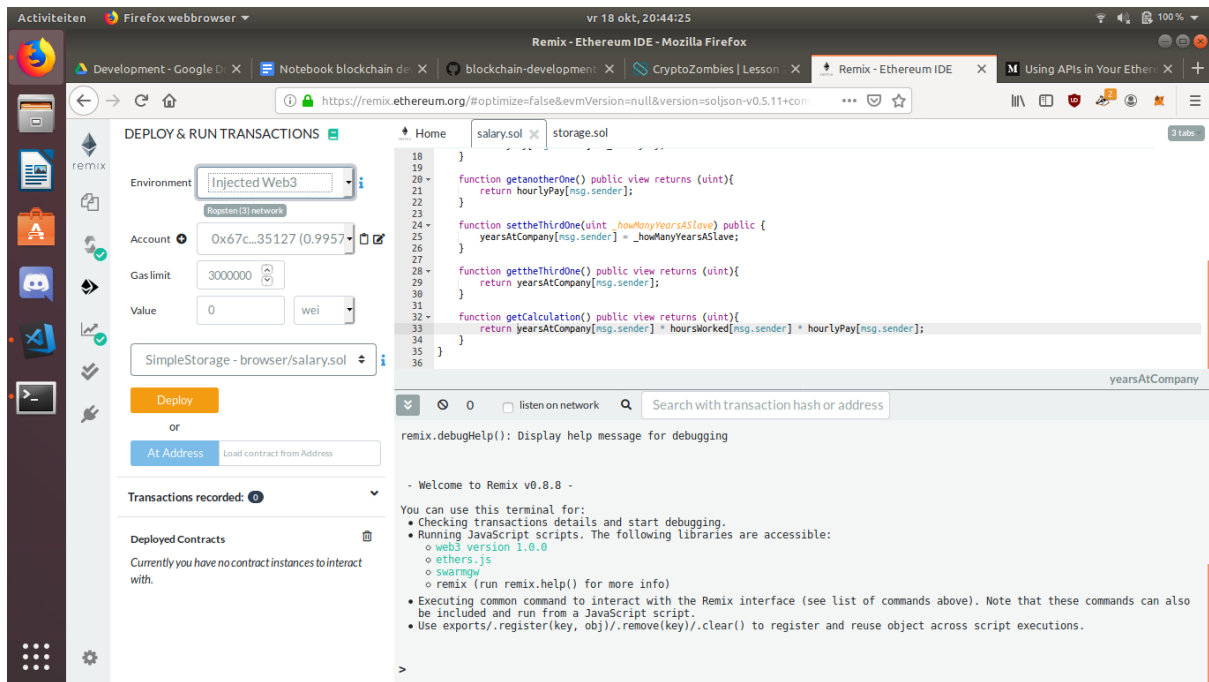 Activiteiten Firefox webbrowser vr 18 okt, 20:44:25 100 %
Remix - Ethereum IDE - Mozilla Firefox
Development - Google D
Notebook blockchain de
blockchain-development
CryptoZombies | Lesson
Remix - Ethereum IDE
Using APIs in Your Ethere
https://remix.ethereum.org/#optimize=false&evmVersion=null&version=soljson-v0.5.11+com
2
remix
DEPLOY & RUN TRANSACTIONS
Environment Injected Web3
Ropsten (3) network
Account 0x67c...35127 (0.9957
Gas limit 3000000
Value 0 wei
SimpleStorage - browser/salary.sol
Deploy
or
At Address Load contract from Address
Transactions recorded: 0
Deployed Contracts
Currently you have no contract instances to interact
with.
Home salary.sol storage.sol 3 tabs
18 }
19
20 function getanotherOne() public view returns (uint){
21 return hourlyPay[msg.sender];
22 }
23
24 function settheThirdOne(uint _howManyYearsASlave) public {
25 yearsAtCompany[msg.sender] = _howManyYearsASlave;
26 }
27
28 function gettheThirdOne() public view returns (uint){
29 return yearsAtCompany[msg.sender];
30 }
31
32 function getCalculation() public view returns (uint){
33 return yearsAtCompany[msg.sender] * hoursWorked[msg.sender] * hourlyPay[msg.sender];
34 }
35 }
36
yearsAtCompany
0 listen on network Search with transaction hash or address
remix.debugHelp(): Display help message for debugging
- Welcome to Remix v0.8.8 -
You can use this terminal for:
• Checking transactions details and start debugging.
• Running JavaScript scripts. The following libraries are accessible:
○ web3 version 1.0.0
○ ethers.js
○ swarmgw
○ remix (run remix.help() for more info)
• Executing common command to interact with the Remix interface (see list of commands above). Note that these commands can also
be included and run from a JavaScript script.
• Use exports/.register(key, obj)/.remove(key)/.clear() to register and reuse object across script executions.
>